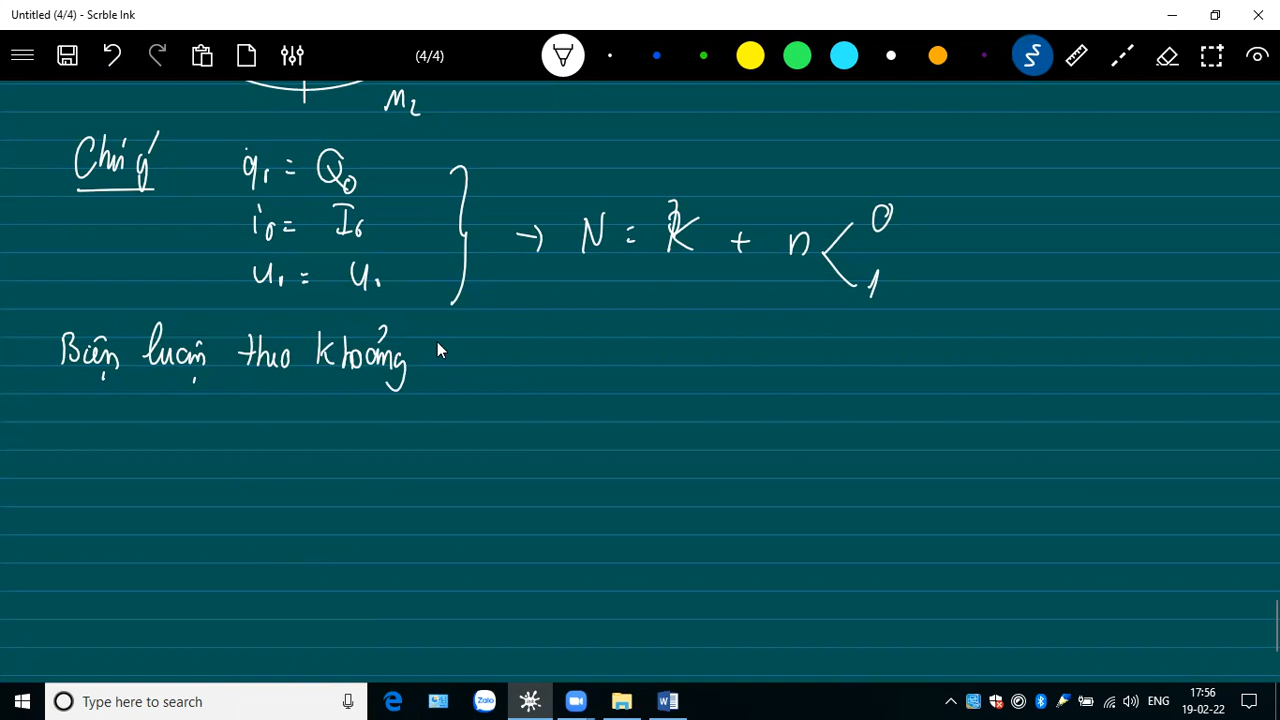 Untitled (4/4) - Scrble Ink
(4/4)
M2
Chú ý
q1 = Q0
i0 = I0
u1 =
→ N = K + n < 0
1
Biện luận theo khoảng
Type here to search
Zalo
ENG
17:56
19-02-22